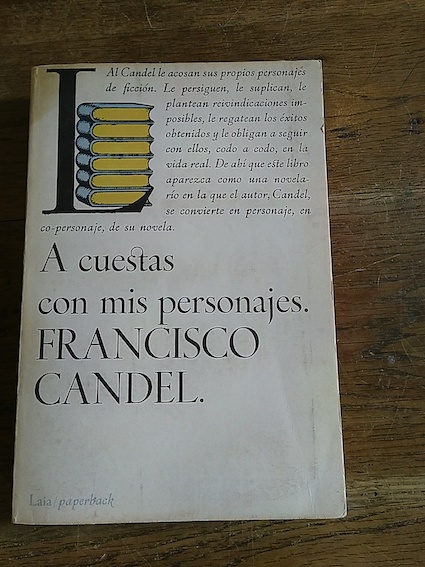 L
Al Candel le acosan sus propios personajes
de ficción. Le persiguen, le suplican, le
plantean reivindicaciones im-
posibles, le regatean los éxitos
obtenidos y le obligan a seguir
con ellos, codo a codo, en la
vida real. De ahí que este libro
aparezca como una novela-
río en la que el autor, Candel,
se convierte en personaje, en
co-personaje, de su novela.
A cuestas
con mis personajes.
FRANCISCO
CANDEL.
Laia/paperback